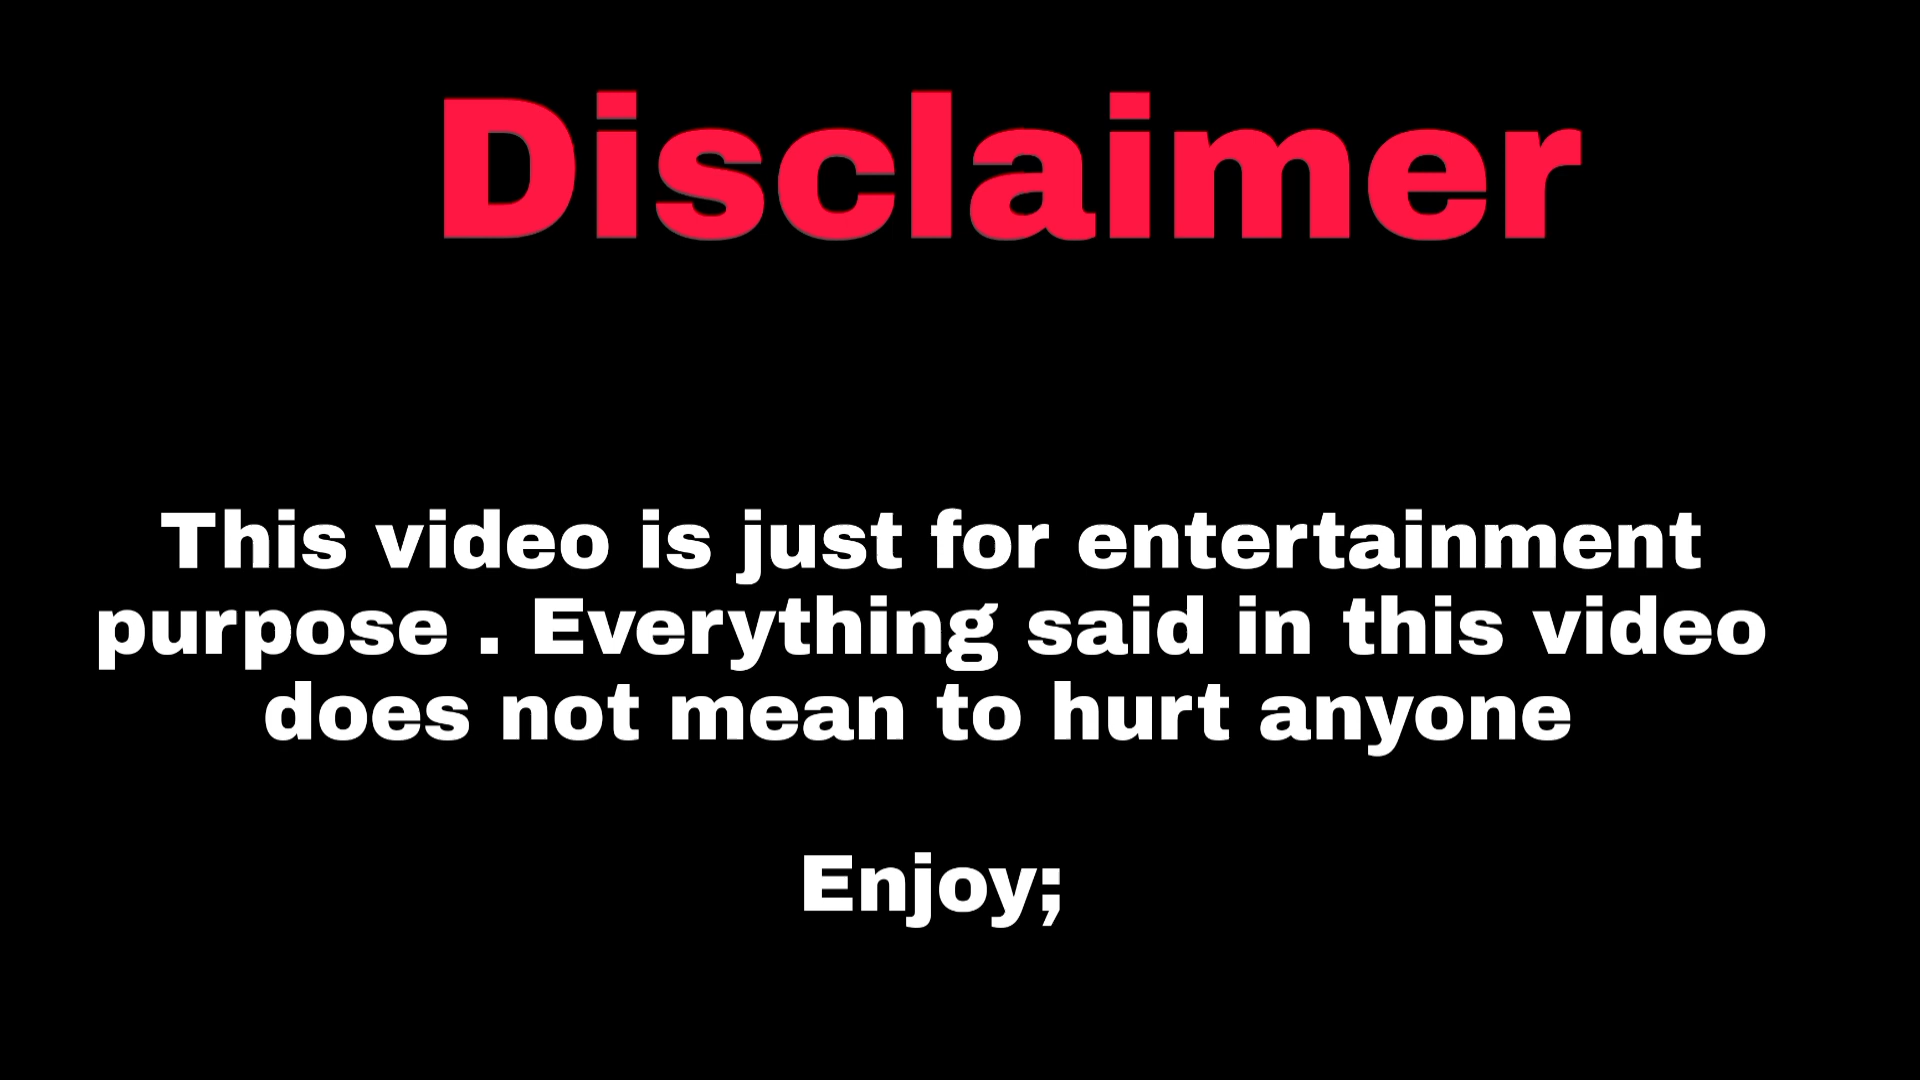 Disclaimer
This video is just for entertainment
purpose . Everything said in this video
does not mean to hurt anyone
Enjoy;